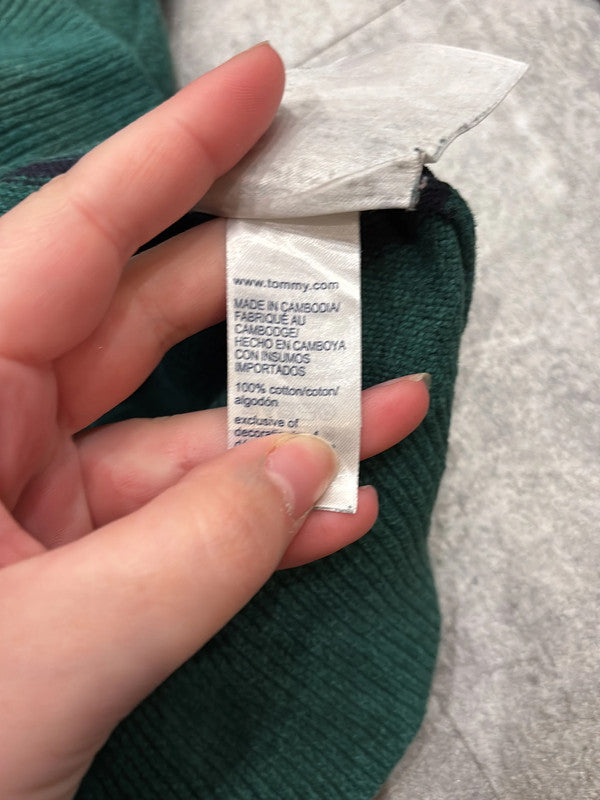 www.tommy.com
MADE IN CAMBODIA/
FABRIQUÉ AU
CAMBODGE/
HECHO EN CAMBOYA
CON INSUMOS
IMPORTADOS
100% cotton/coton/
algodón
exclusive of